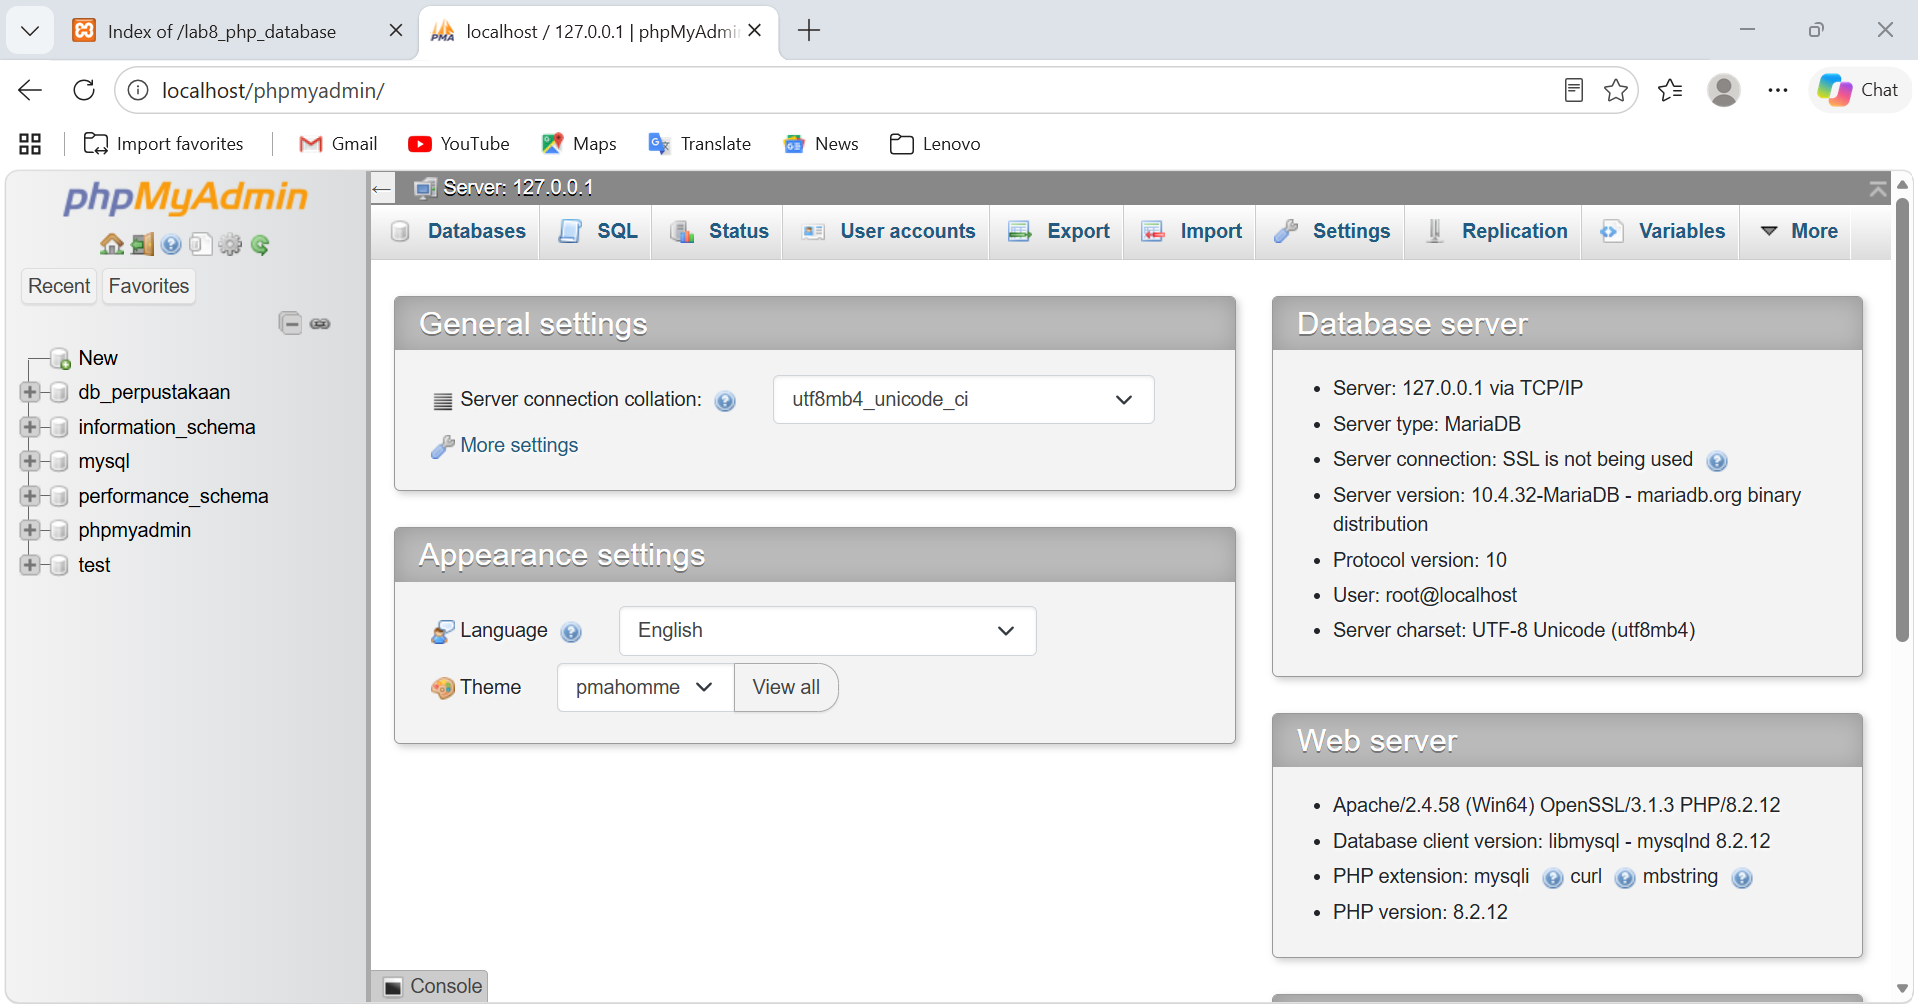 Index of /lab8_php_database
localhost / 127.0.0.1 | phpMyAdmi
localhost/phpmyadmin/
Chat
Import favorites
Gmail
YouTube
Maps
Translate
News
Lenovo
phpMyAdmin
Recent
Favorites
New
db_perpustakaan
information_schema
mysql
performance_schema
phpmyadmin
test
Server: 127.0.0.1
Databases
SQL
Status
User accounts
Export
Import
Settings
Replication
Variables
More
General settings
Server connection collation:
utf8mb4_unicode_ci
More settings
Appearance settings
Language
English
Theme
pmahomme
View all
Database server
Server: 127.0.0.1 via TCP/IP
Server type: MariaDB
Server connection: SSL is not being used
Server version: 10.4.32-MariaDB - mariadb.org binary
distribution
Protocol version: 10
User: root@localhost
Server charset: UTF-8 Unicode (utf8mb4)
Web server
Apache/2.4.58 (Win64) OpenSSL/3.1.3 PHP/8.2.12
Database client version: libmysql - mysqlnd 8.2.12
PHP extension: mysqli curl mbstring
PHP version: 8.2.12
Console